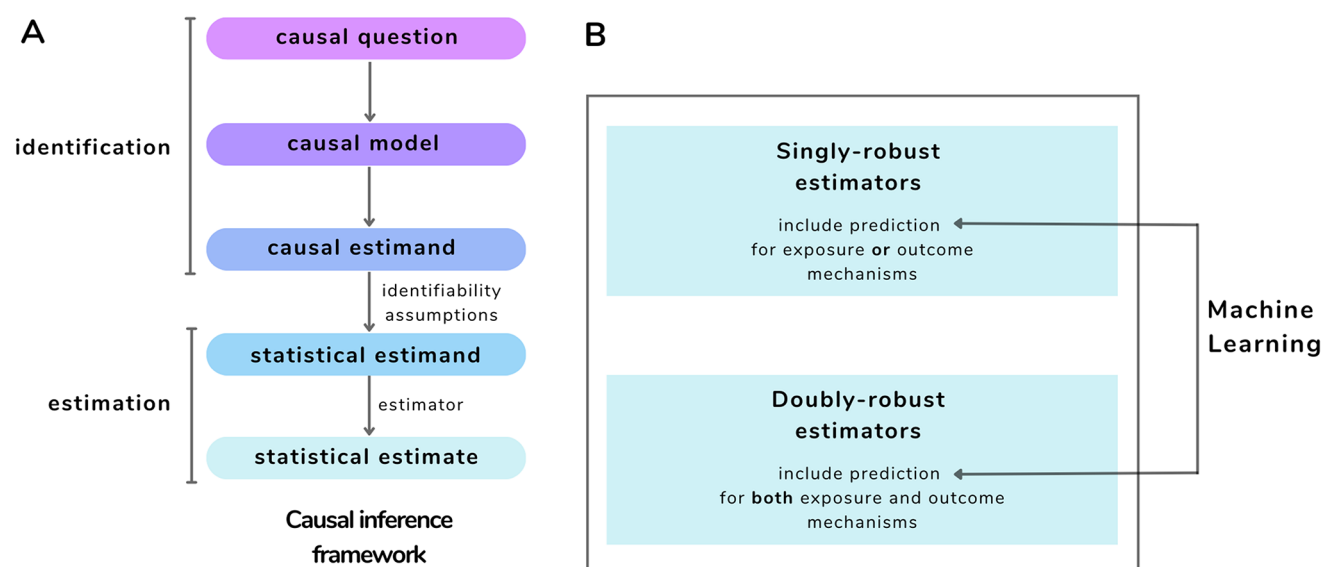 A
causal question
causal model
identification
causal estimand
identifiability
assumptions
statistical estimand
estimation
estimator
statistical estimate
Causal inference
framework
B
Singly-robust
estimators
include prediction
for exposure or outcome
mechanisms
Machine
Learning
Doubly-robust
estimators
include prediction
for both exposure and outcome
mechanisms